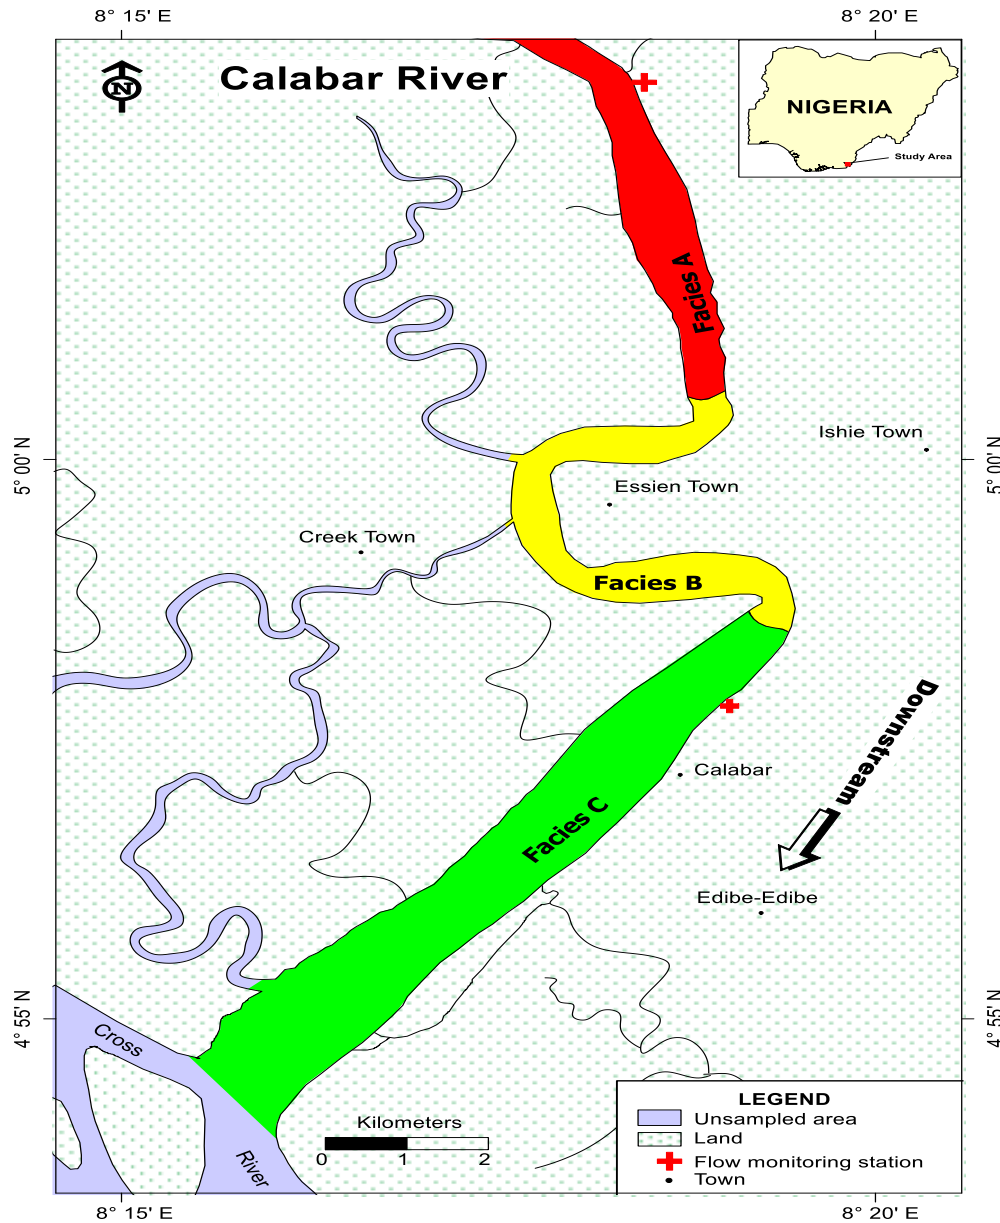 8° 15' E
8° 20' E
Calabar River
N
NIGERIA
Study Area
Facies A
Ishie Town
5° 00' N
5° 00' N
Essien Town
Creek Town
Facies B
Downstream
Calabar
Facies C
Edibe-Edibe
4° 55' N
4° 55' N
Cross
River
Kilometers
0 1 2
LEGEND
Unsampled area
Land
Flow monitoring station
Town
8° 15' E
8° 20' E